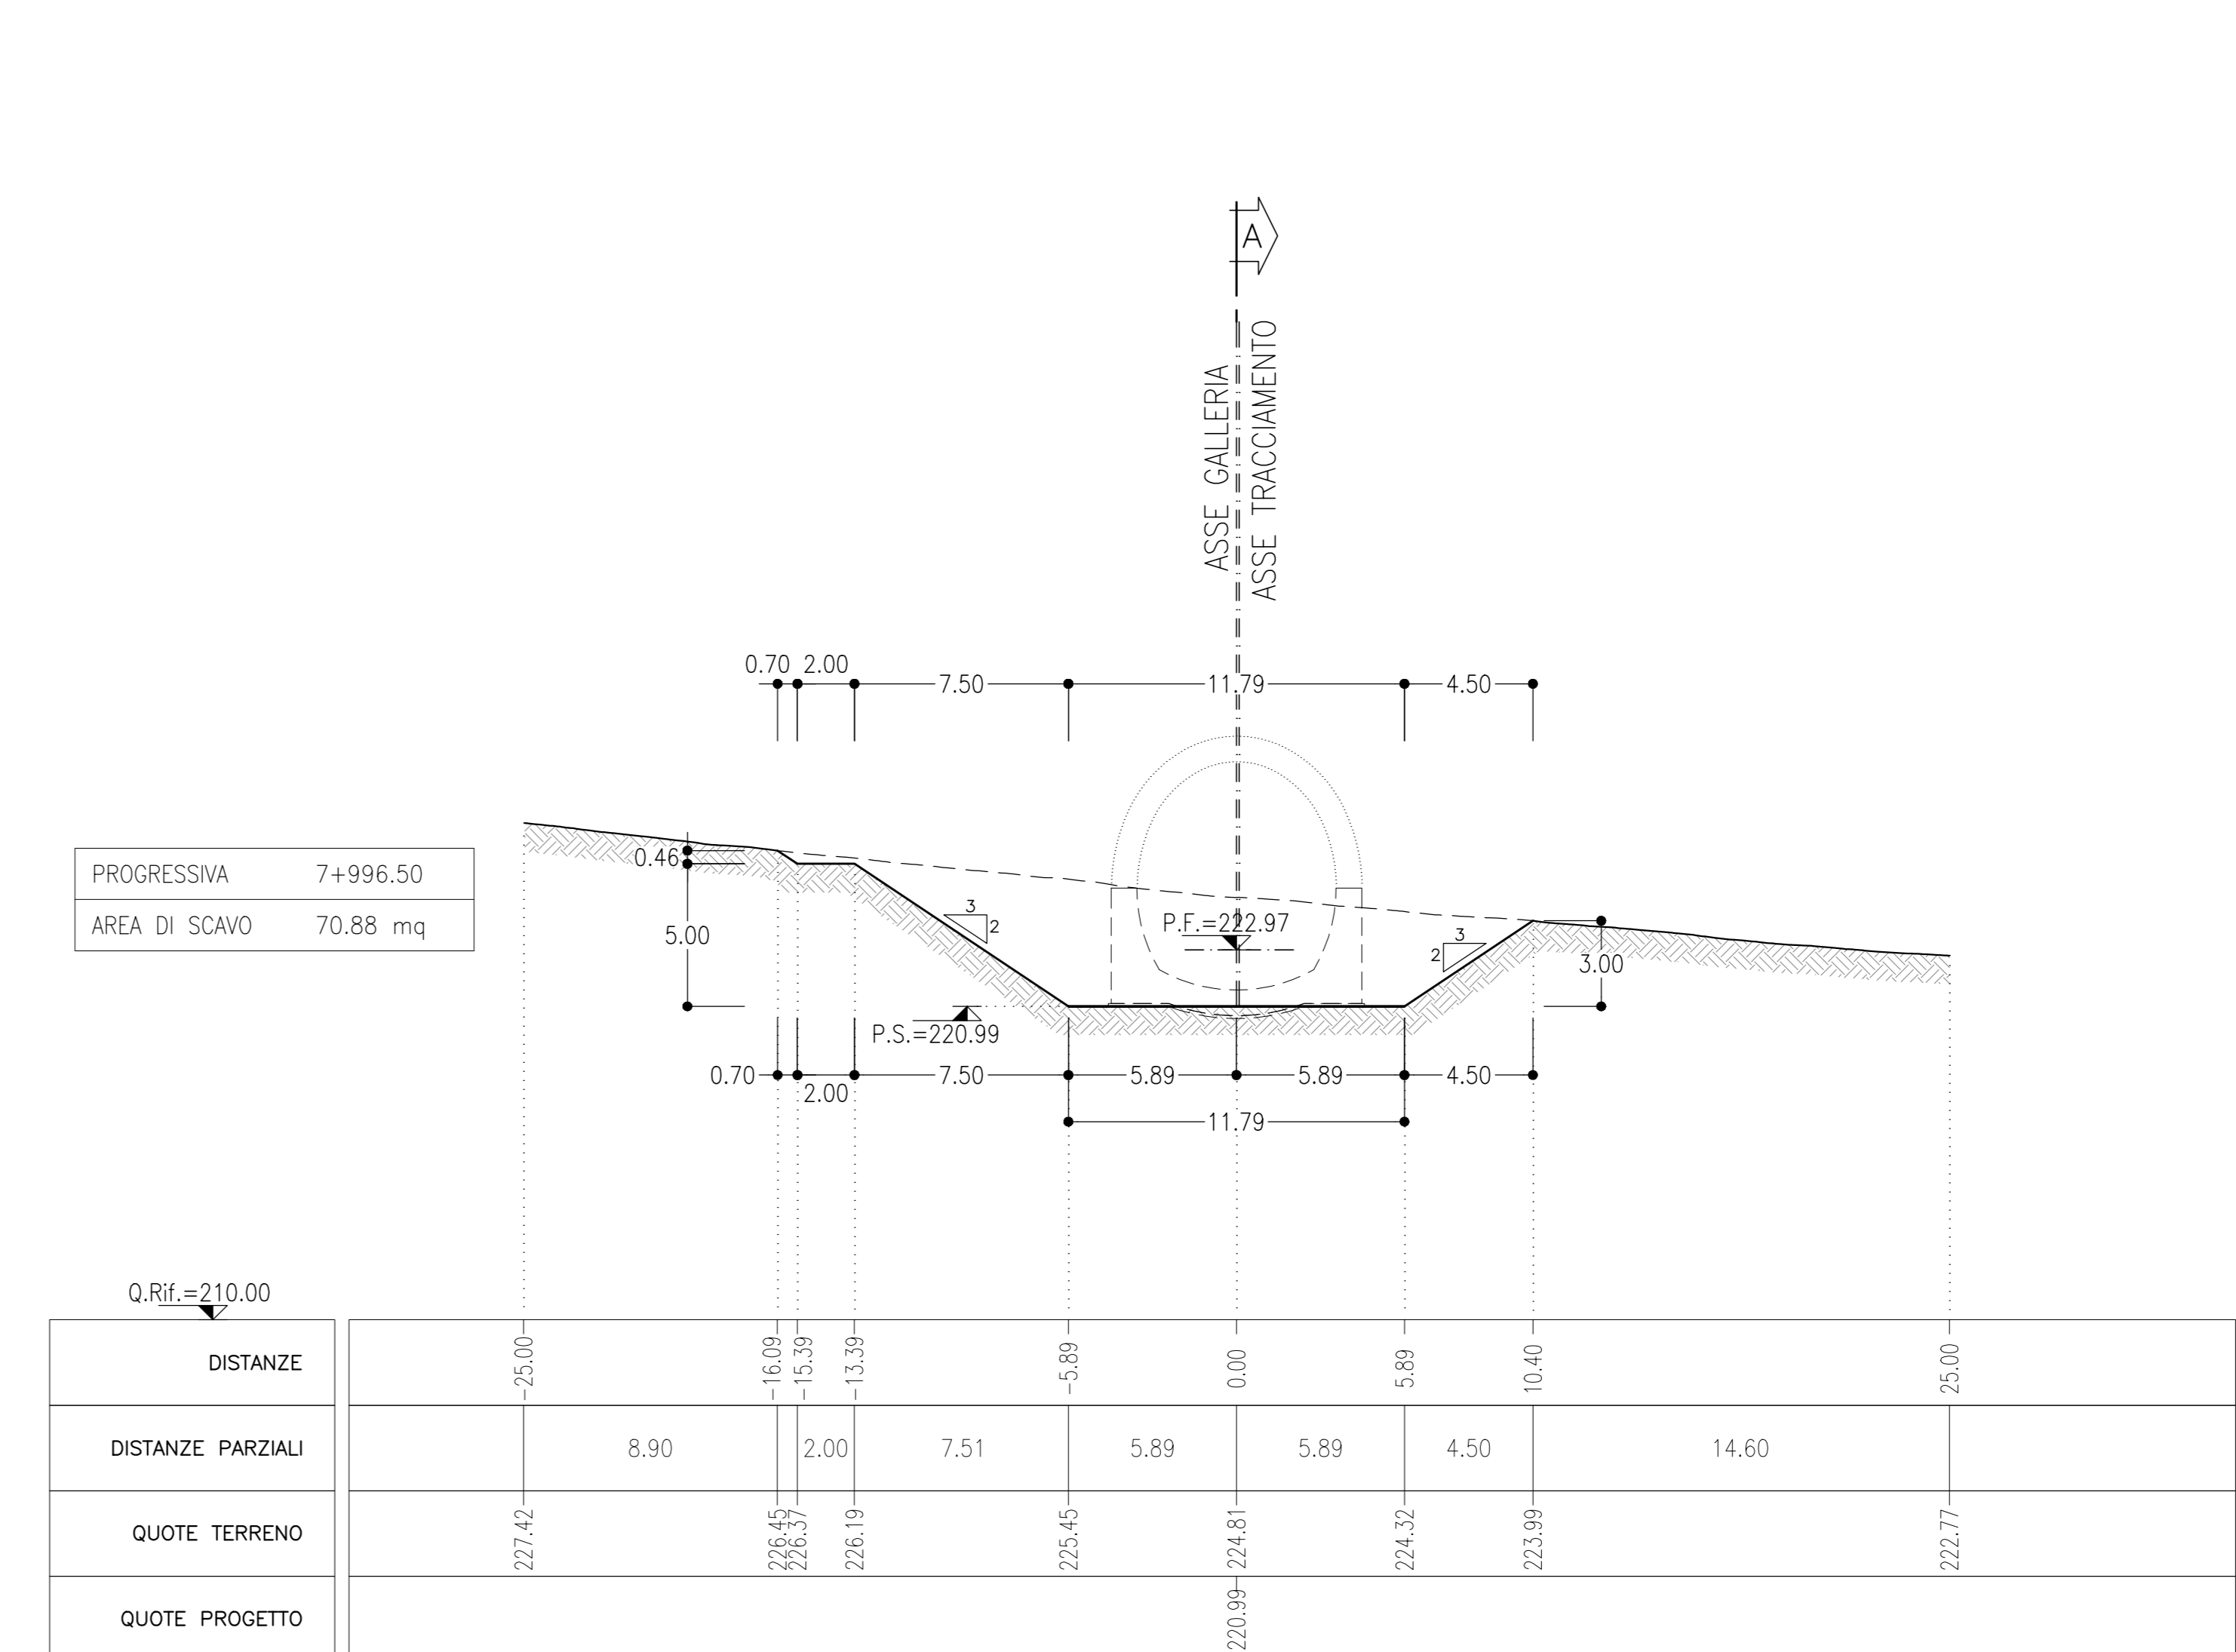 A
ASSE GALLERIA
ASSE TRACCIAMENTO
0.70 2.00 7.50 11.79 4.50
PROGRESSIVA 7+996.50
AREA DI SCAVO 70.88 mq
0.46
5.00
3
2
P.F.=222.97
3
2
3.00
P.S.=220.99
0.70 2.00 7.50 5.89 5.89 4.50
11.79
Q.Rif.=210.00
DISTANZE -25.00 -16.09 -15.39 -13.39 -5.89 0.00 5.89 10.40 25.00
DISTANZE PARZIALI 8.90 2.00 7.51 5.89 5.89 4.50 14.60
QUOTE TERRENO 227.42 226.45 226.37 226.19 225.45 224.81 224.32 223.99 222.77
QUOTE PROGETTO 220.99